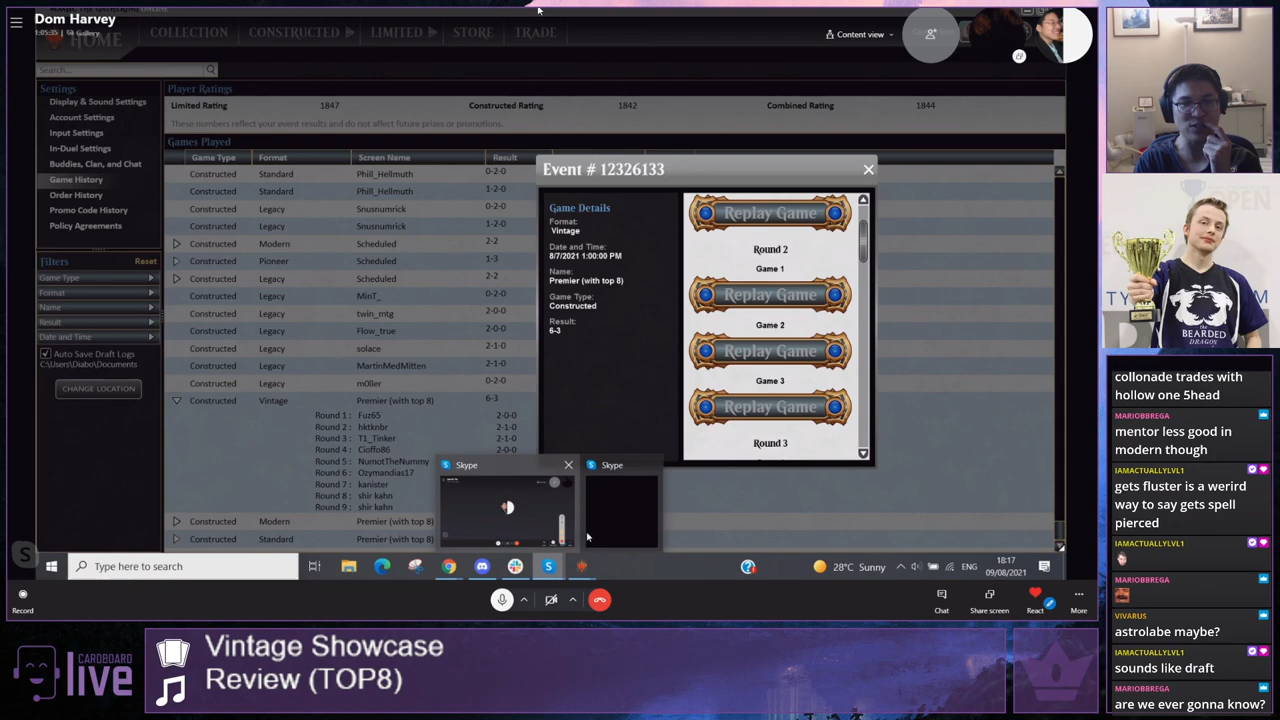 Dom Harvey
1:05:35 | Gallery
HOME
COLLECTION
LIMITED
STORE
TRADE
Content view
Search...
Settings
Display & Sound Settings
Account Settings
Input Settings
In-Duel Settings
Buddies, Clan, and Chat
Game History
Order History
Promo Code History
Policy Agreements
Filters Reset
Game Type
Format
Name
Result
Date and Time
Auto Save Draft Logs
C:\Users\Diabo\Documents
CHANGE LOCATION
Player Ratings
Limited Rating 1847 Constructed Rating 1842 Combined Rating 1844
These numbers reflect your event results and do not affect future prizes or promotions.
Games Played
Game Type Format Screen Name Result
Constructed Standard Phill_Hellmuth 0-2-0
Constructed Standard Phill_Hellmuth 1-2-0
Constructed Legacy Snusnumrick 0-2-0
Constructed Legacy Snusnumrick 1-2-0
Constructed Modern Scheduled 2-2
Constructed Pioneer Scheduled 1-3
Constructed Legacy Scheduled 2-2
Constructed Legacy MinT_ 0-2-0
Constructed Legacy twin_mtg 0-2-0
Constructed Legacy Flow_true 0-2-0
Constructed Legacy solace 2-1-0
Constructed Legacy MartinMedMitten 2-1-0
Constructed Legacy m0ller 0-2-0
Constructed Vintage Premier (with top 8) 6-3
Round 1 : Fuz65 2-0-0
Round 2 : hktknbr 2-1-0
Round 3 : T1_Tinker 2-1-0
Round 4 : Cioffo86
Round 5 : NumotTheNummy
Round 6 : Ozymandias17
Round 7 : kanister
Round 8 : shir kahn
Round 9 : shir kahn
Constructed Modern Premier (with top 8)
Constructed Standard Premier (with top 8)
Event # 12326133
Game Details
Format:
Vintage
Date and Time:
8/7/2021 1:00:00 PM
Name:
Premier (with top 8)
Game Type:
Constructed
Result:
6-3
Replay Game
Round 2
Game 1
Replay Game
Game 2
Replay Game
Game 3
Replay Game
Round 3
Skype
Skype
Type here to search
28°C Sunny
ENG
18:17
09/08/2021
Record
Chat
Share screen
React
More
OPEN
the
BEARDED
DRAGON
collonade trades with
hollow one 5head
MARIOBBREGA
mentor less good in
modern though
IAMACTUALLYLVL1
gets fluster is a werird
way to say gets spell
pierced
IAMACTUALLYLVL1
MARIOBBREGA
VIVARUS
astrolabe maybe?
IAMACTUALLYLVL1
sounds like draft
MARIOBBREGA
are we ever gonna know?
CARDBOARD
live
Vintage Showcase
Review (TOP8)